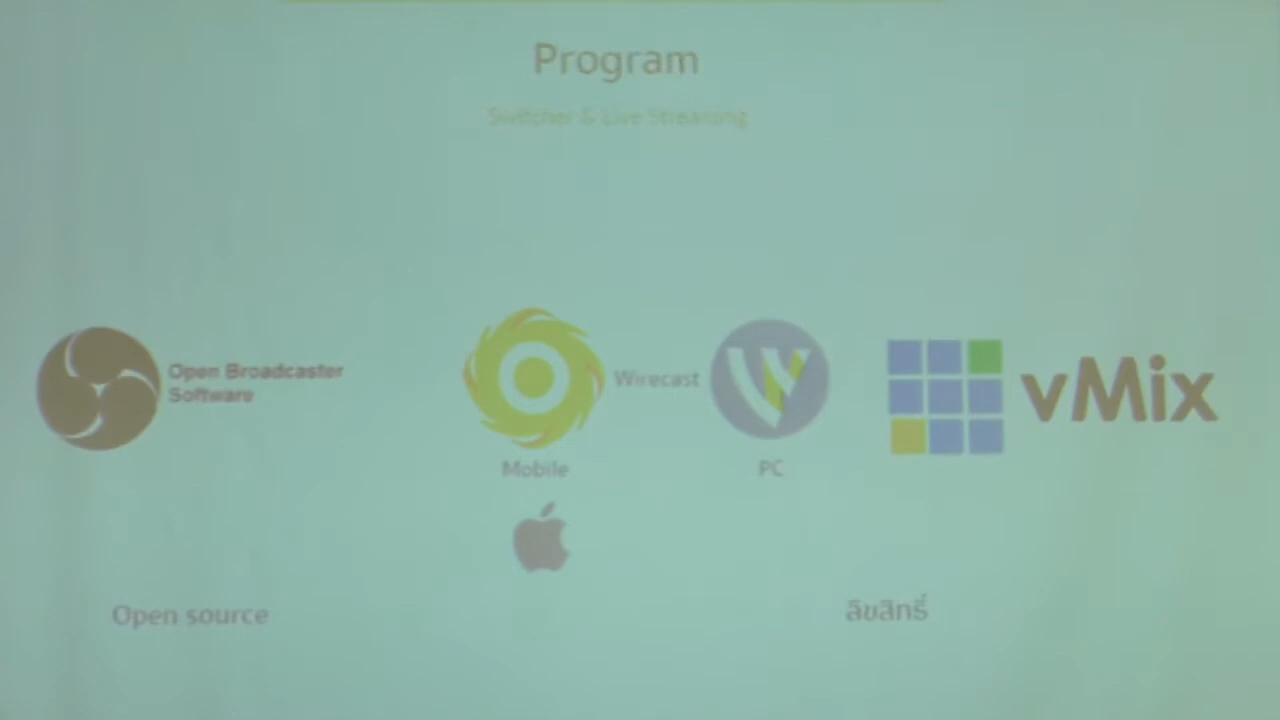 Program
Switcher & Live Streaming
Open Broadcaster
Software
Wirecast
vMix
Mobile
PC
Open source
ลิขสิทธิ์